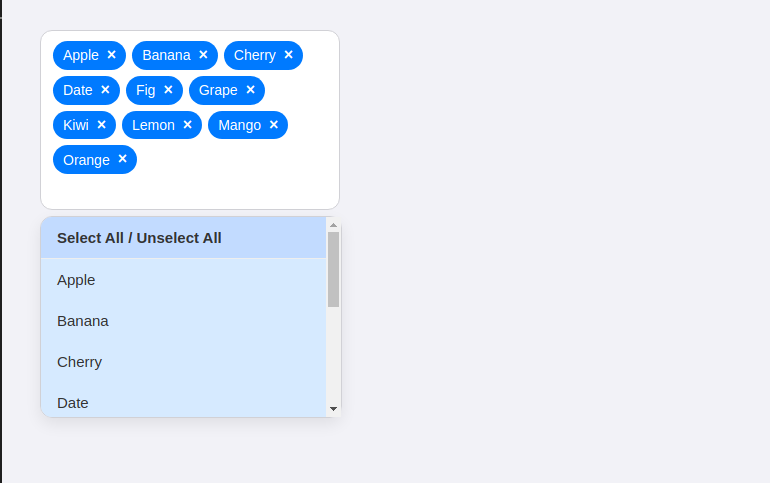 Apple × Banana × Cherry ×
Date × Fig × Grape ×
Kiwi × Lemon × Mango ×
Orange ×
Select All / Unselect All
Apple
Banana
Cherry
Date